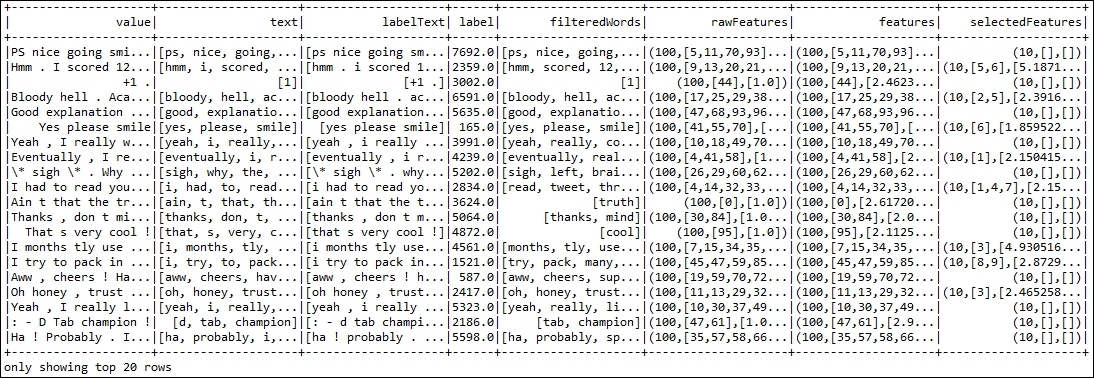 +--------------------+--------------------+--------------------+------+--------------------+--------------------+--------------------+--------------------+
|               value|                text|           labelText| label|       filteredWords|         rawFeatures|            features|    selectedFeatures|
+--------------------+--------------------+--------------------+------+--------------------+--------------------+--------------------+--------------------+
|PS nice going smi...|[ps, nice, going,...|[ps nice going sm...|7692.0|[ps, nice, going,...|(100,[5,11,70,93]...|(100,[5,11,70,93]...|          (10,[],[])|
|Hmm . I scored 12...|[hmm, i, scored, ...|[hmm . i scored 1...|2359.0|[hmm, scored, 12,...|(100,[9,13,20,21,...|(100,[9,13,20,21,...|(10,[5,6],[5.1871...|
|                +1 .|                 [1]|              [+1 .]|3002.0|                 [1]|    (100,[44],[1.0])|(100,[44],[2.4623...|          (10,[],[])|
|Bloody hell . Aca...|[bloody, hell, ac...|[bloody hell . ac...|6591.0|[bloody, hell, ac...|(100,[17,25,29,38...|(100,[17,25,29,38...|(10,[2,5],[2.3916...|
|Good explanation ...|[good, explanatio...|[good explanation...|5635.0|[good, explanatio...|(100,[47,68,93,96...|(100,[47,68,93,96...|          (10,[],[])|
|    Yes please smile|[yes, please, smile]|  [yes please smile]| 165.0|[yes, please, smile]|(100,[41,55,70],[...|(100,[41,55,70],[...|(10,[6],[1.859522...|
|Yeah , I really w...|[yeah, i, really,...|[yeah , i really ...|3991.0|[yeah, really, co...|(100,[10,18,49,70...|(100,[10,18,49,70...|          (10,[],[])|
|Eventually , I re...|[eventually, i, r...|[eventually , i r...|4239.0|[eventually, real...|(100,[4,41,58],[1...|(100,[4,41,58],[2...|(10,[1],[2.150415...|
|\* sigh \* . Why ...|[sigh, why, the, ...|[\* sigh \* . why...|5202.0|[sigh, left, brai...|(100,[26,29,60,62...|(100,[26,29,60,62...|          (10,[],[])|
|I had to read you...|[i, had, to, read...|[i had to read yo...|2834.0|[read, tweet, thr...|(100,[4,14,32,33,...|(100,[4,14,32,33,...|(10,[1,4,7],[2.15...|
|Ain t that the tr...|[ain, t, that, th...|[ain t that the t...|3624.0|             [truth]|     (100,[0],[1.0])|(100,[0],[2.61720...|          (10,[],[])|
|Thanks , don t mi...|[thanks, don, t, ...|[thanks , don t m...|5064.0|      [thanks, mind]|(100,[30,84],[1.0...|(100,[30,84],[2.0...|          (10,[],[])|
|  That s very cool !|[that, s, very, c...|[that s very cool !]|4872.0|              [cool]|    (100,[95],[1.0])|(100,[95],[2.1125...|          (10,[],[])|
|I months tly use ...|[i, months, tly, ...|[i months tly use...|4561.0|[months, tly, use...|(100,[7,15,34,35,...|(100,[7,15,34,35,...|(10,[3],[4.930516...|
|I try to pack in ...|[i, try, to, pack...|[i try to pack in...|1521.0|[try, pack, many,...|(100,[45,47,59,85...|(100,[45,47,59,85...|(10,[8,9],[2.8729...|
|Aww , cheers ! Ha...|[aww, cheers, hav...|[aww , cheers ! h...| 587.0|[aww, cheers, sup...|(100,[19,59,70,72...|(100,[19,59,70,72...|          (10,[],[])|
|Oh honey , trust ...|[oh, honey, trust...|[oh honey , trust...|2417.0|[oh, honey, trust...|(100,[11,13,29,32...|(100,[11,13,29,32...|(10,[3],[2.465258...|
|Yeah , I really l...|[yeah, i, really,...|[yeah , i really ...|5323.0|[yeah, really, li...|(100,[10,30,37,49...|(100,[10,30,37,49...|          (10,[],[])|
|: - D Tab champion !|  [d, tab, champion]|[: - d tab champi...|2186.0|     [tab, champion]|(100,[47,61],[1.0...|(100,[47,61],[2.9...|          (10,[],[])|
|Ha ! Probably . I...|[ha, probably, i,...|[ha ! probably . ...|5598.0|[ha, probably, sp...|(100,[35,57,58,66...|(100,[35,57,58,66...|          (10,[],[])|
+--------------------+--------------------+--------------------+------+--------------------+--------------------+--------------------+--------------------+
only showing top 20 rows